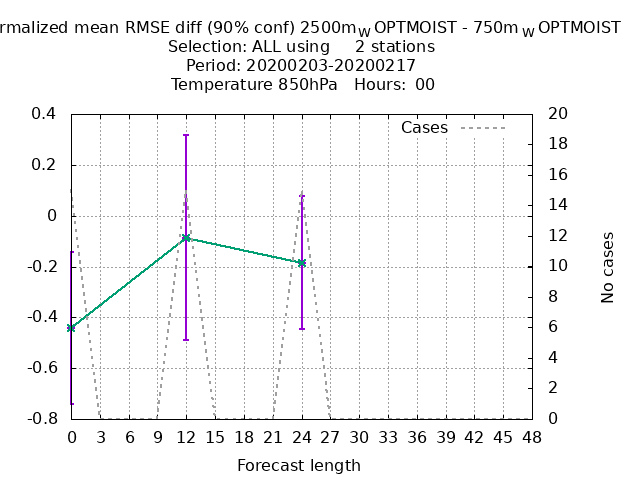 rmalized mean RMSE diff (90% conf) 2500mW OPTMOIST - 750mW OPTMOIST
Selection: ALL using 2 stations
Period: 20200203-20200217
Temperature 850hPa Hours: 00
Cases
0.4
0.2
0
-0.2
-0.4
-0.6
-0.8
20
18
16
14
12
10
8
6
4
2
0
No cases
0 3 6 9 12 15 18 21 24 27 30 33 36 39 42 45 48
Forecast length